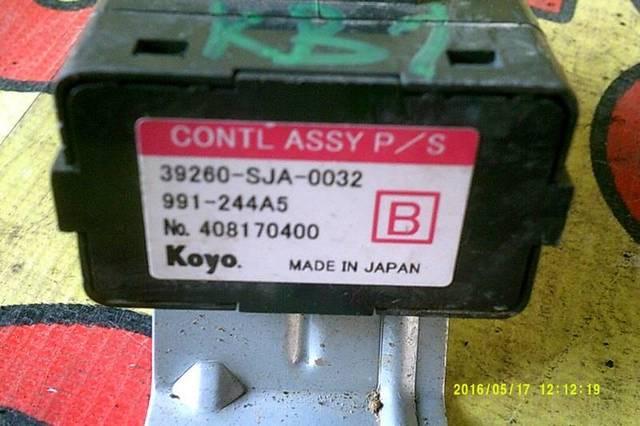 KB1
CONTL ASSY P/S
39260-SJA-0032
991-244A5
B
No. 408170400
Koyo.
MADE IN JAPAN
2016/05/17 12:12:19